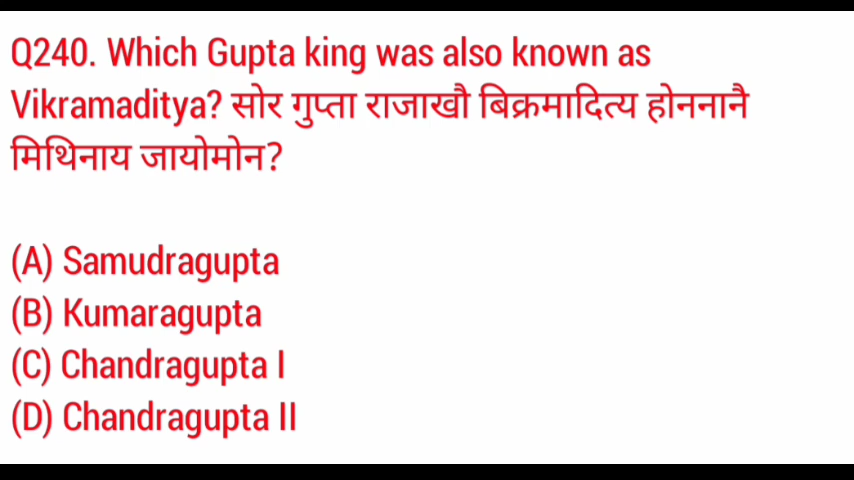 Q240. Which Gupta king was also known as
Vikramaditya? सोर गुप्ता राजाखौ बिक्रमादित्य होननानै
मिथिनाय जायोमोन?
(A) Samudragupta
(B) Kumaragupta
(C) Chandragupta I
(D) Chandragupta II